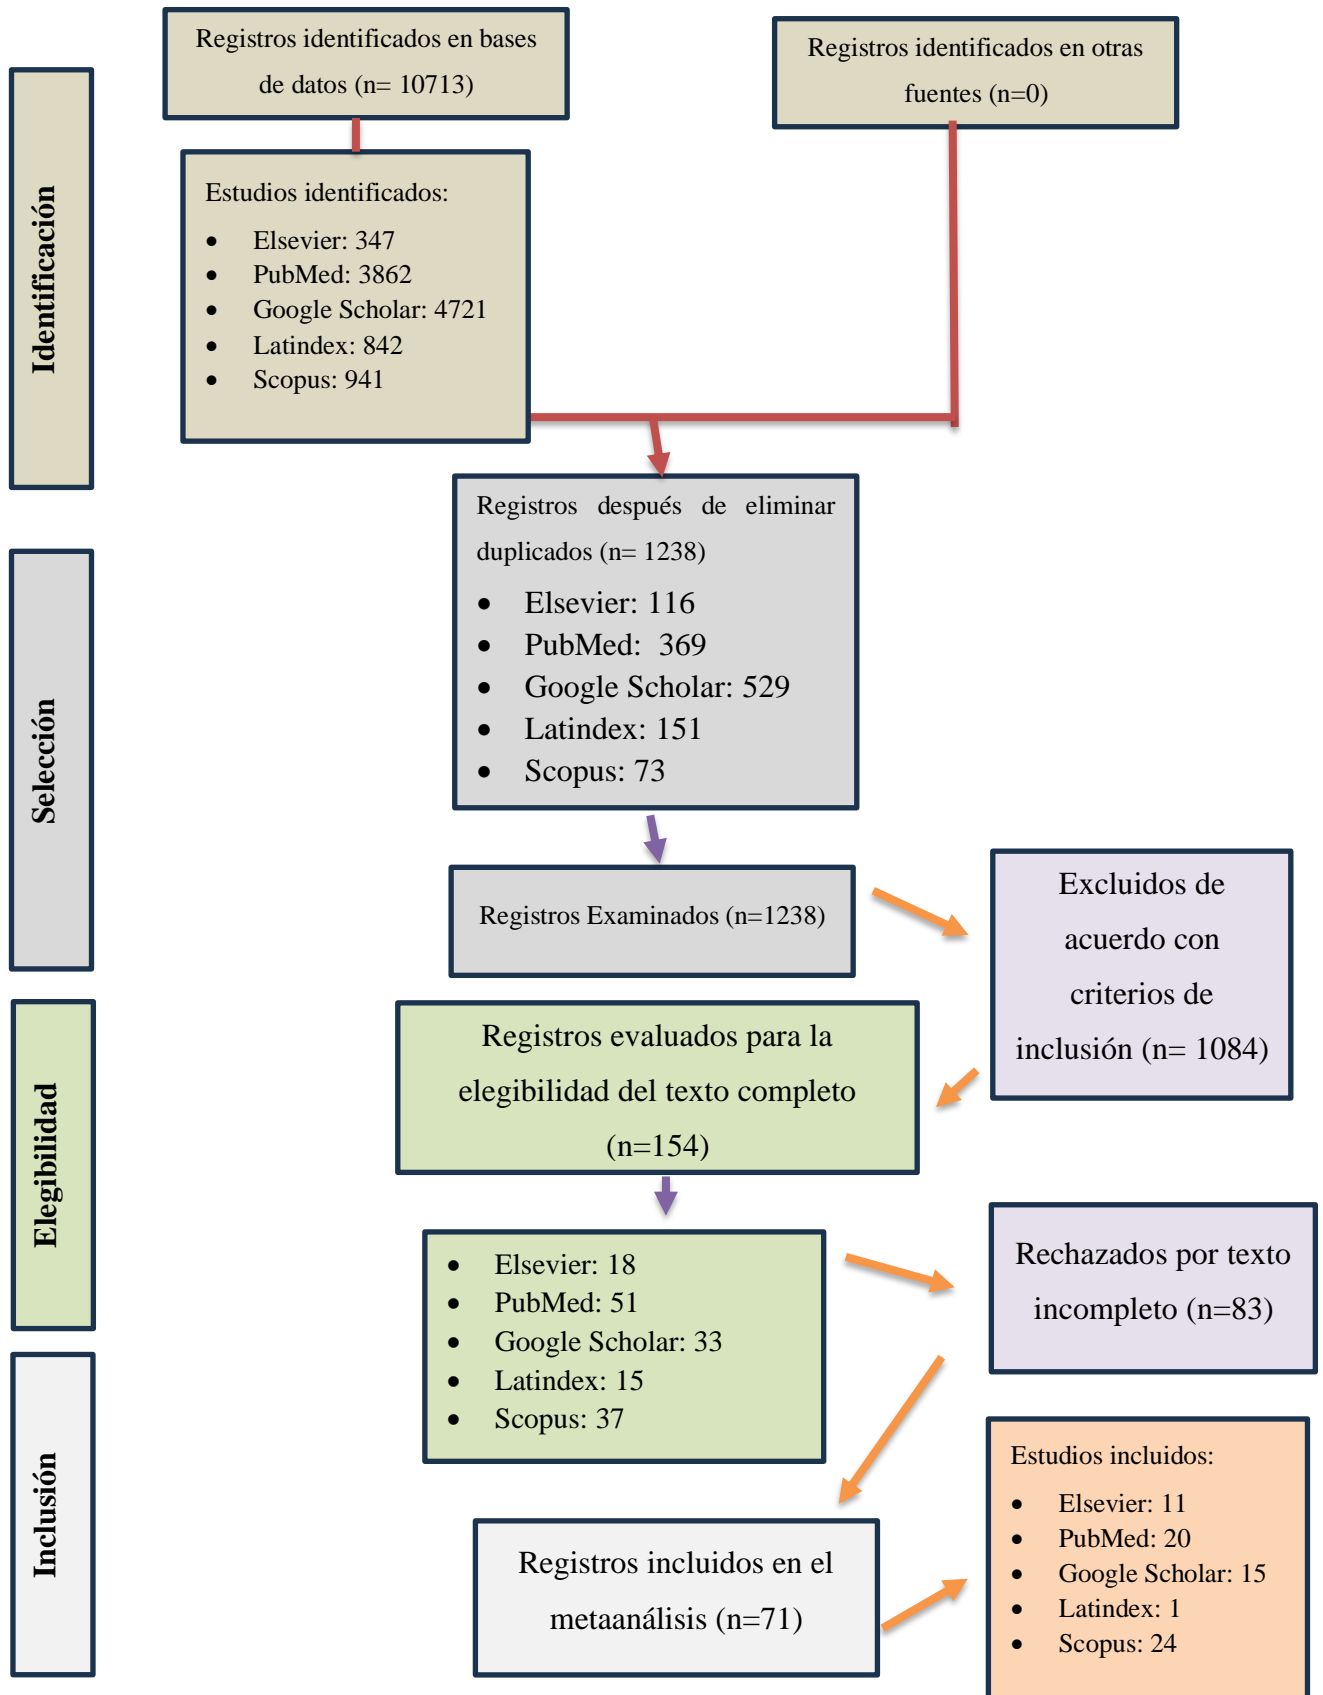 Registros identificados en bases
de datos (n= 10713)
Registros identificados en otras
fuentes (n=0)
Identificación
Estudios identificados:
• Elsevier: 347
• PubMed: 3862
• Google Scholar: 4721
• Latindex: 842
• Scopus: 941
Selección
Registros después de eliminar
duplicados (n= 1238)
• Elsevier: 116
• PubMed: 369
• Google Scholar: 529
• Latindex: 151
• Scopus: 73
Registros Examinados (n=1238)
Excluidos de
acuerdo con
criterios de
inclusión (n= 1084)
Elegibilidad
Registros evaluados para la
elegibilidad del texto completo
(n=154)
• Elsevier: 18
• PubMed: 51
• Google Scholar: 33
• Latindex: 15
• Scopus: 37
Rechazados por texto
incompleto (n=83)
Inclusión
Registros incluidos en el
metaanálisis (n=71)
Estudios incluidos:
• Elsevier: 11
• PubMed: 20
• Google Scholar: 15
• Latindex: 1
• Scopus: 24